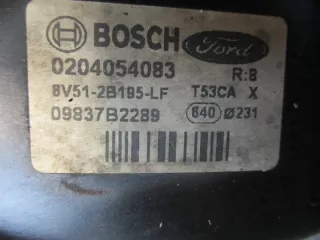 BOSCH Ford
0204054083 R:B
8V51-2B195-LF T53CA X
09837B2289 640 Ø231